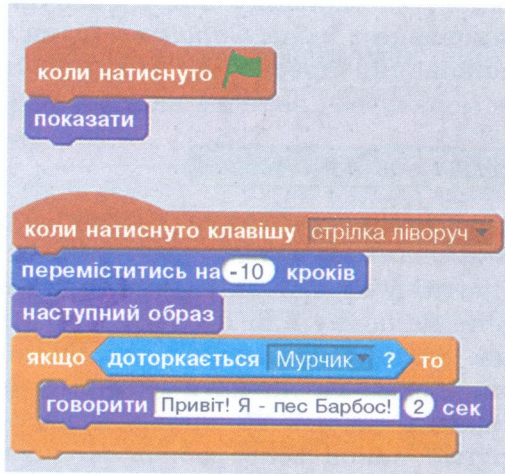 коли натиснуто
показати
коли натиснуто клавішу стрілка ліворуч
переміститись на -10 кроків
наступний образ
якщо доторкається Мурчик ? то
говорити Привіт! Я - пес Барбос! 2 сек